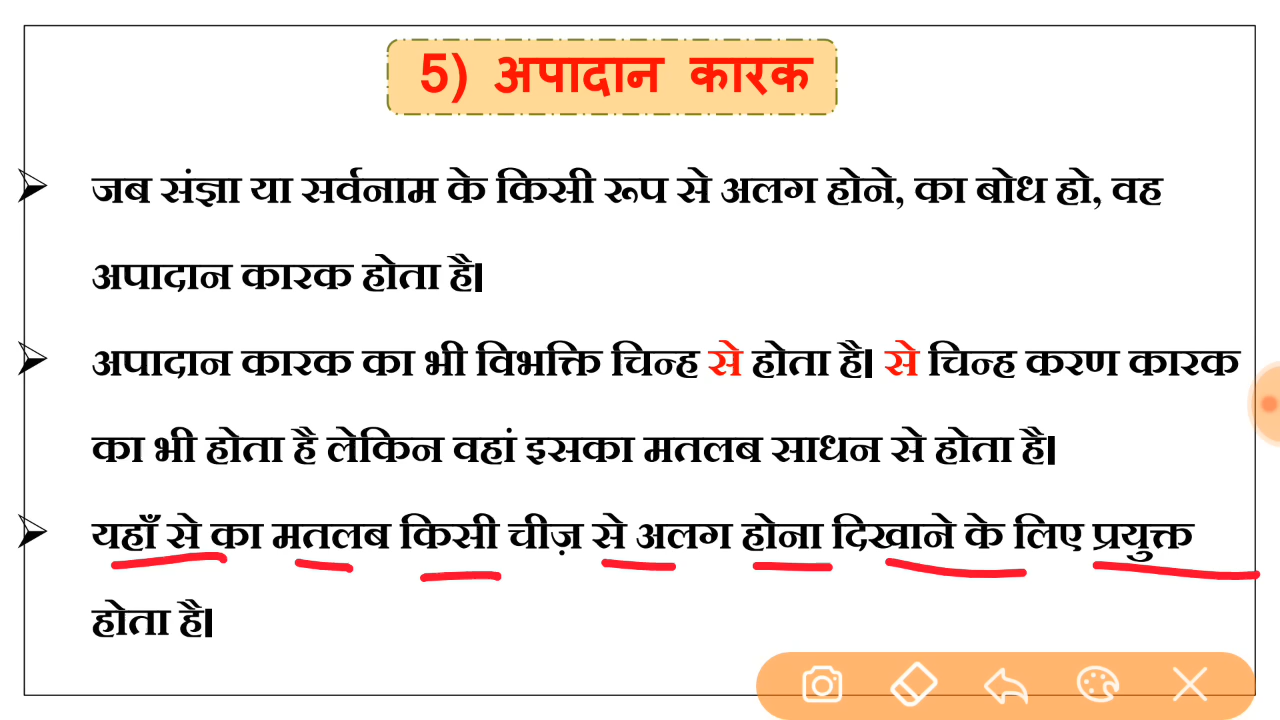 5) अपादान कारक
जब संज्ञा या सर्वनाम के किसी रूप से अलग होने, का बोध हो, वह
अपादान कारक होता है।
अपादान कारक का भी विभक्ति चिन्ह से होता है। से चिन्ह करण कारक
का भी होता है लेकिन वहां इसका मतलब साधन से होता है।
यहाँ से का मतलब किसी चीज़ से अलग होना दिखाने के लिए प्रयुक्त
होता है।